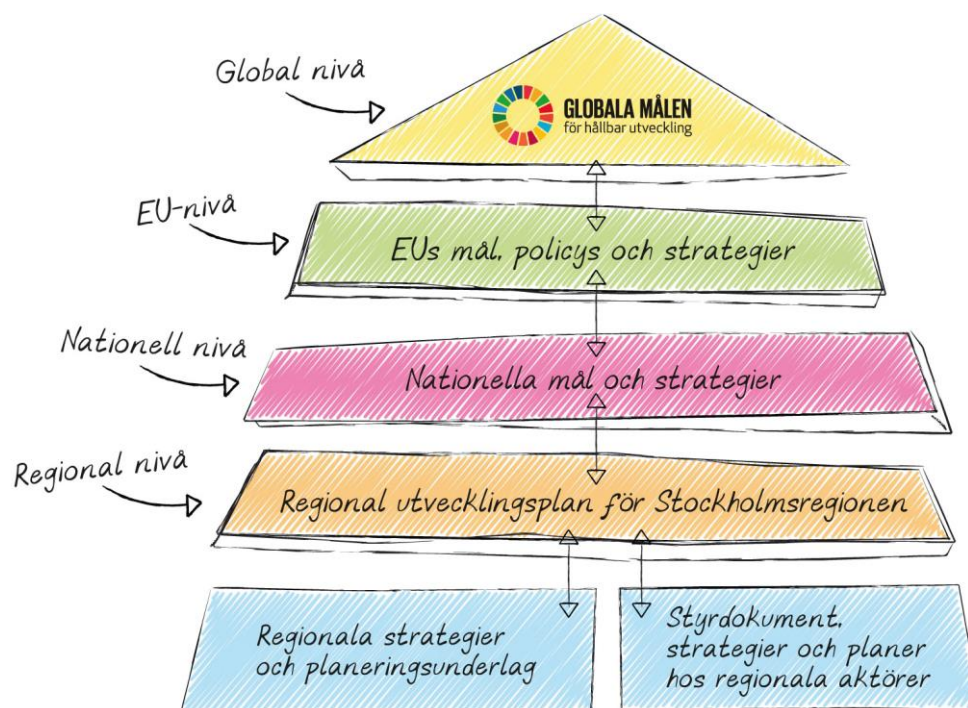 Global nivå
GLOBALA MÅLEN
för hållbar utveckling
EU-nivå
EUs mål, policys och strategier
Nationell nivå
Nationella mål och strategier
Regional nivå
Regional utvecklingsplan för Stockholmsregionen
Regionala strategier
och planeringsunderlag
Styrdokument,
strategier och planer
hos regionala aktörer